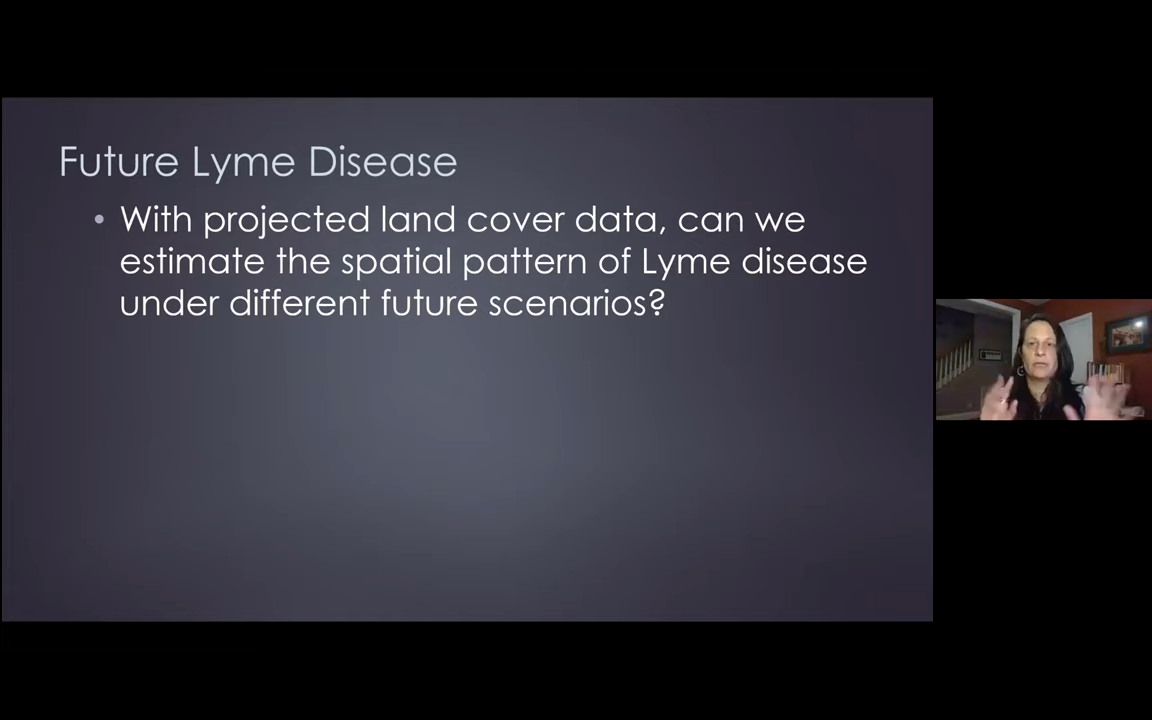 Future Lyme Disease
• With projected land cover data, can we
estimate the spatial pattern of Lyme disease
under different future scenarios?